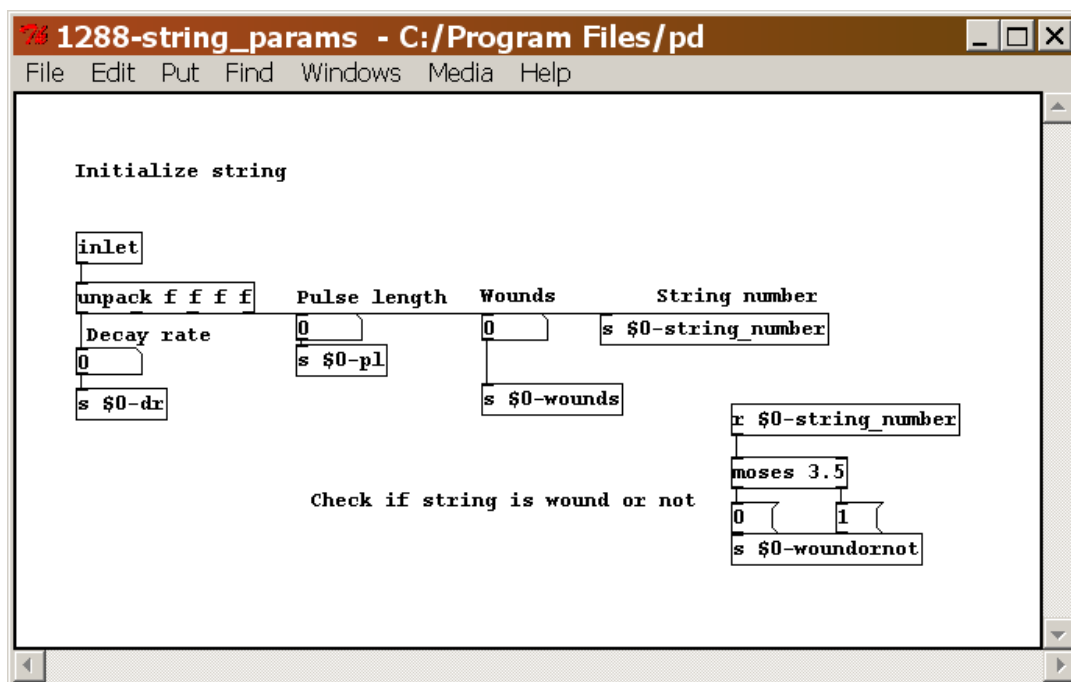 1288-string_params - C:/Program Files/pd
File Edit Put Find Windows Media Help
Initialize string
inlet
unpack f f f f
Pulse length
Wounds
String number
Decay rate
0
0
s $0-string_number
0
s $0-pl
s $0-dr
s $0-wounds
r $0-string_number
moses 3.5
Check if string is wound or not
0
1
s $0-woundornot